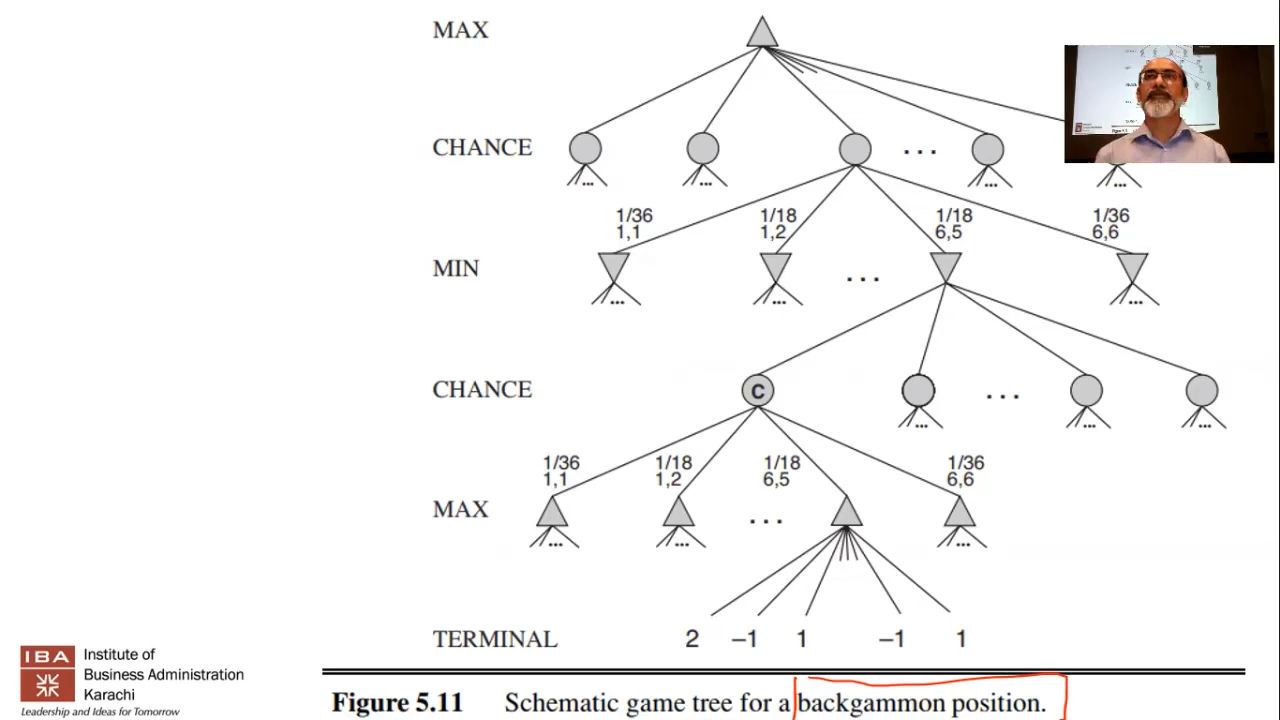 MAX
CHANCE
. . .
... ... ... ...
1/36 1/18 1/18 1/36
1,1 1,2 6,5 6,6
MIN
. . .
... ... ...
CHANCE
C
. . .
... ... ...
1/36 1/18 1/18 1/36
1,1 1,2 6,5 6,6
MAX
. . .
... ... ...
TERMINAL 2 –1 1 –1 1
IBA
Institute of
Business Administration
Karachi
Leadership and Ideas for Tomorrow
Figure 5.11 Schematic game tree for a backgammon position.